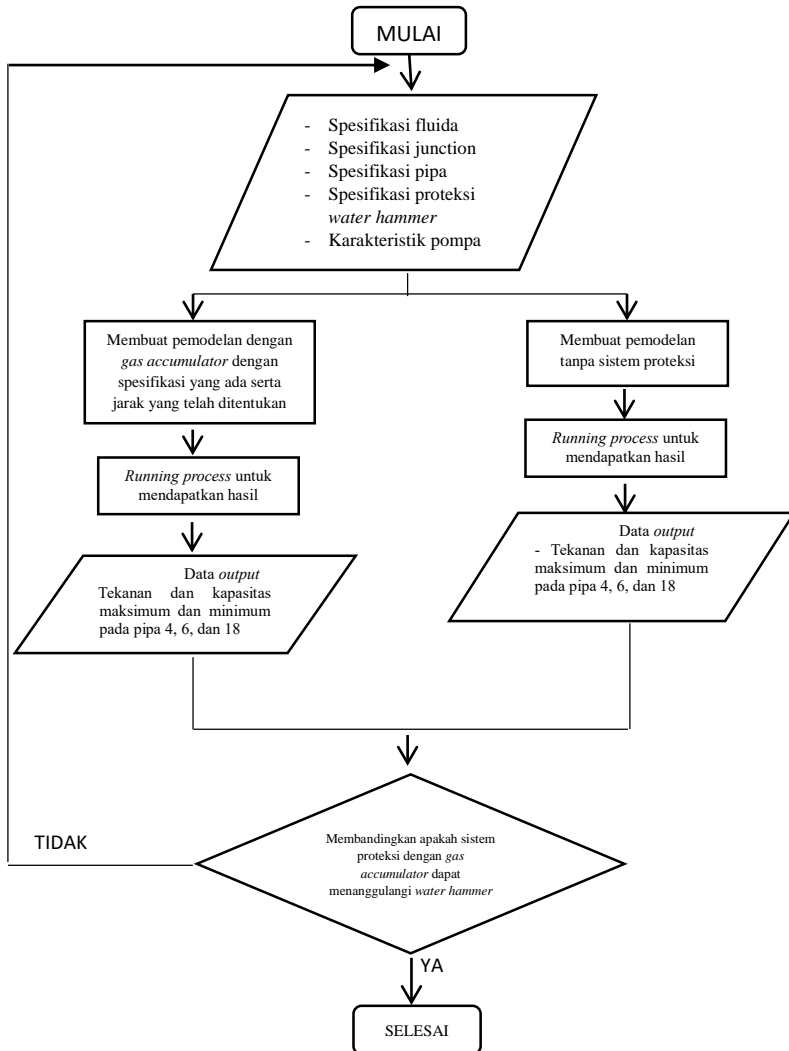 MULAI
- Spesifikasi fluida
- Spesifikasi junction
- Spesifikasi pipa
- Spesifikasi proteksi
water hammer
- Karakteristik pompa
Membuat pemodelan dengan
gas accumulator dengan
spesifikasi yang ada serta
jarak yang telah ditentukan
Membuat pemodelan
tanpa sistem proteksi
Running process untuk
mendapatkan hasil
Running process untuk
mendapatkan hasil
Data output
Tekanan dan kapasitas
maksimum dan minimum
pada pipa 4, 6, dan 18
Data output
- Tekanan dan kapasitas
maksimum dan minimum
pada pipa 4, 6, dan 18
TIDAK
Membandingkan apakah sistem
proteksi dengan gas
accumulator dapat
menanggulangi water hammer
YA
SELESAI